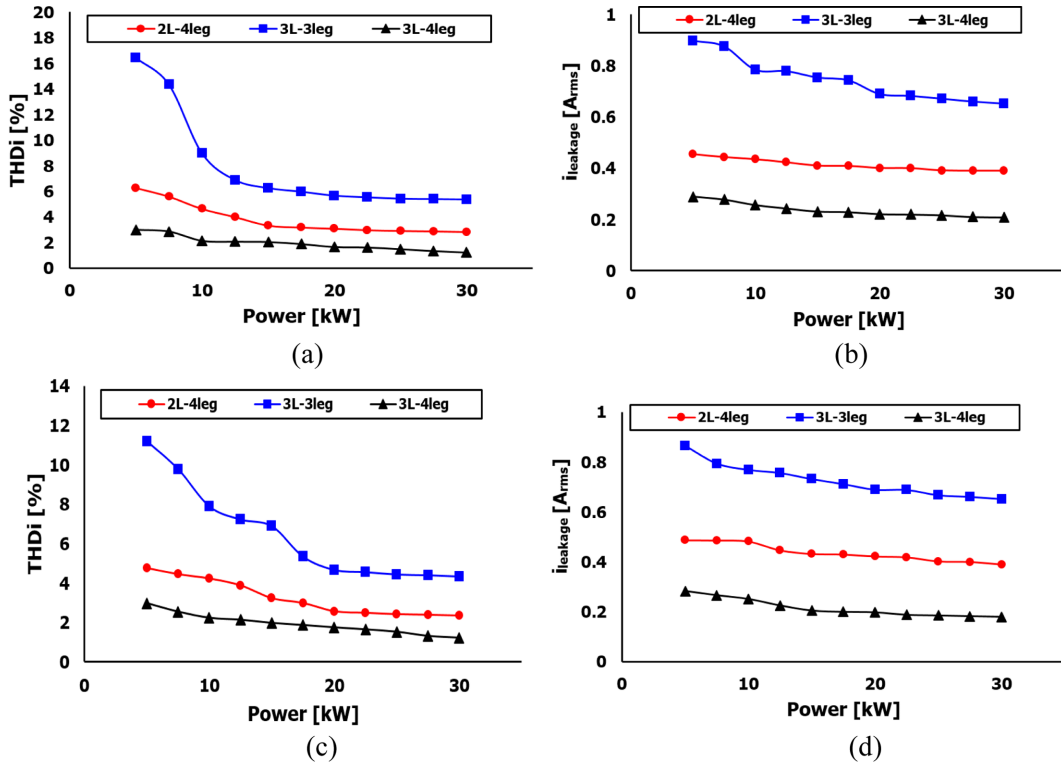 2L-4leg 3L-3leg 3L-4leg
THDi [%]
20
18
16
14
12
10
8
6
4
2
0
0 10 20 30
Power [kW]
(a)
2L-4leg 3L-3leg 3L-4leg
ileakage [Arms]
1
0.8
0.6
0.4
0.2
0
0 10 20 30
Power [kW]
(b)
2L-4leg 3L-3leg 3L-4leg
THDi [%]
14
12
10
8
6
4
2
0
0 10 20 30
Power [kW]
(c)
2L-4leg 3L-3leg 3L-4leg
ileakage [Arms]
1
0.8
0.6
0.4
0.2
0
0 10 20 30
Power [kW]
(d)